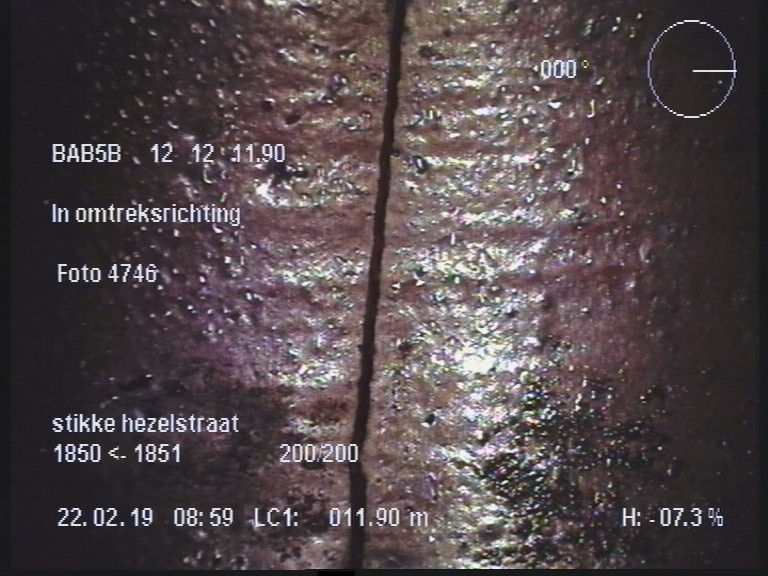 000 °
BAB5B 12 12 11.90
In omtreksrichting
Foto 4746
stikke hezelstraat
1850 <- 1851 200/200
22.02.19 08:59 LC1: 011.90 m H: -07.3 %